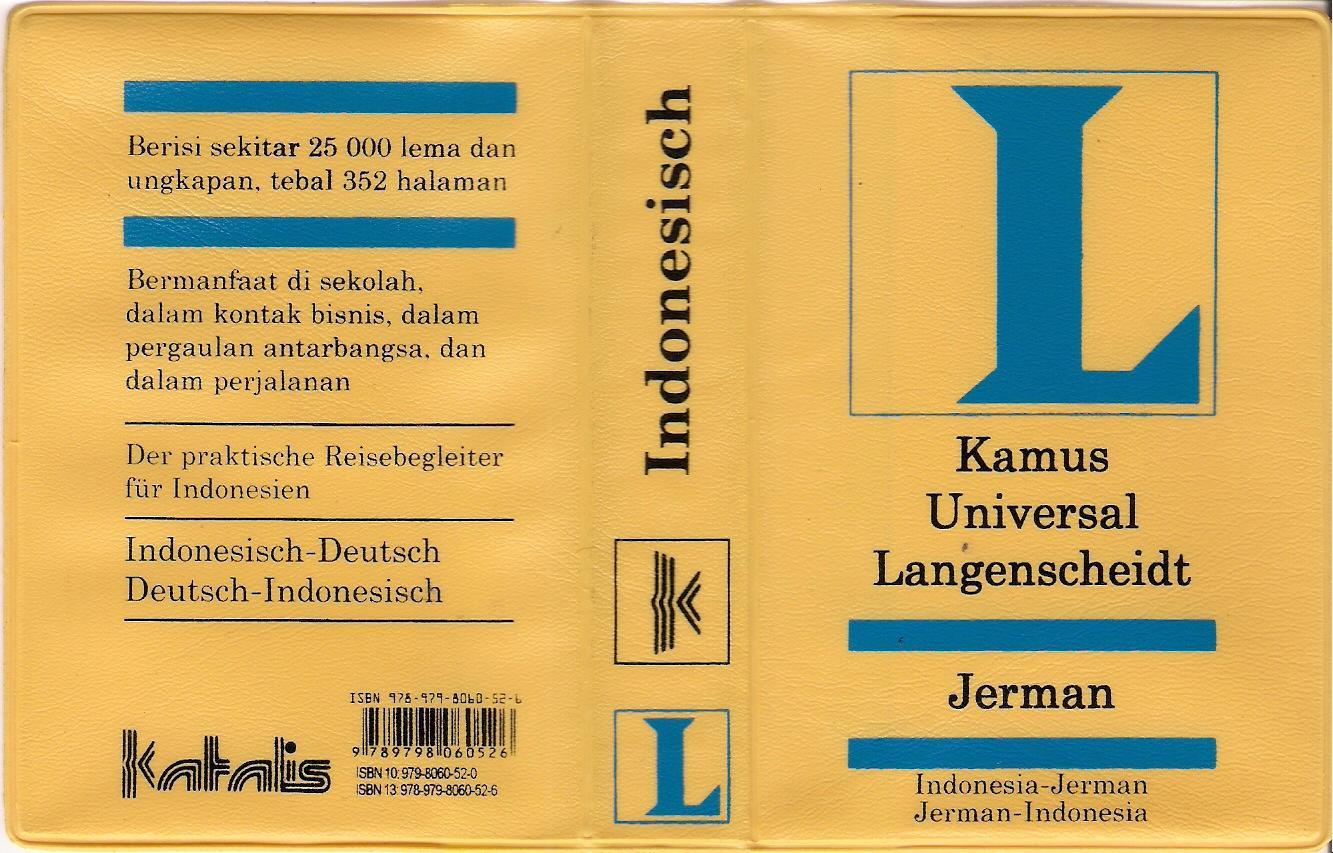 Berisi sekitar 25 000 lema dan
ungkapan, tebal 352 halaman
Bermanfaat di sekolah,
dalam kontak bisnis, dalam
pergaulan antarbangsa, dan
dalam perjalanan
Der praktische Reisebegleiter
für Indonesien
Indonesisch-Deutsch
Deutsch-Indonesisch
Katalis
ISBN 978-979-8060-52-6
9 789798 060526
ISBN 10: 979-8060-52-0
ISBN 13: 978-979-8060-52-6
Indonesisch
K
L
L
Kamus
Universal
Langenscheidt
Jerman
Indonesia-Jerman
Jerman-Indonesia